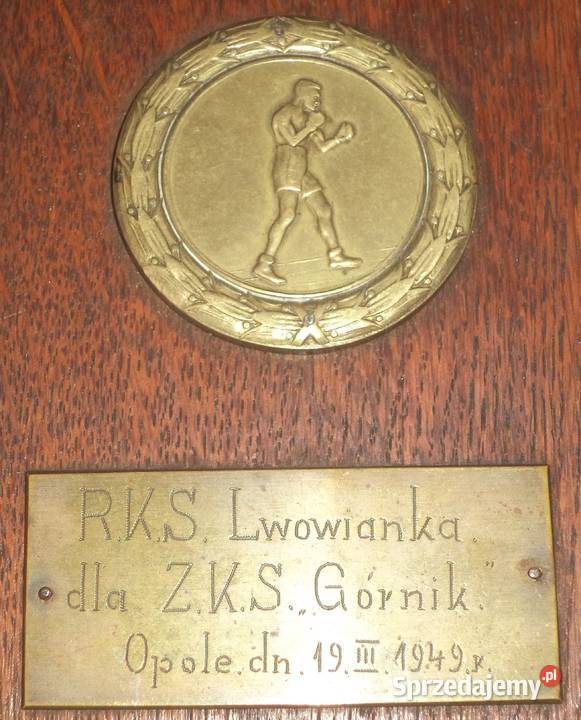 R.K.S. Lwowianka.
dla Z.K.S. „Górnik."
Opole. dn. 19. III. 1949. r.
Sprzedajemy.pl